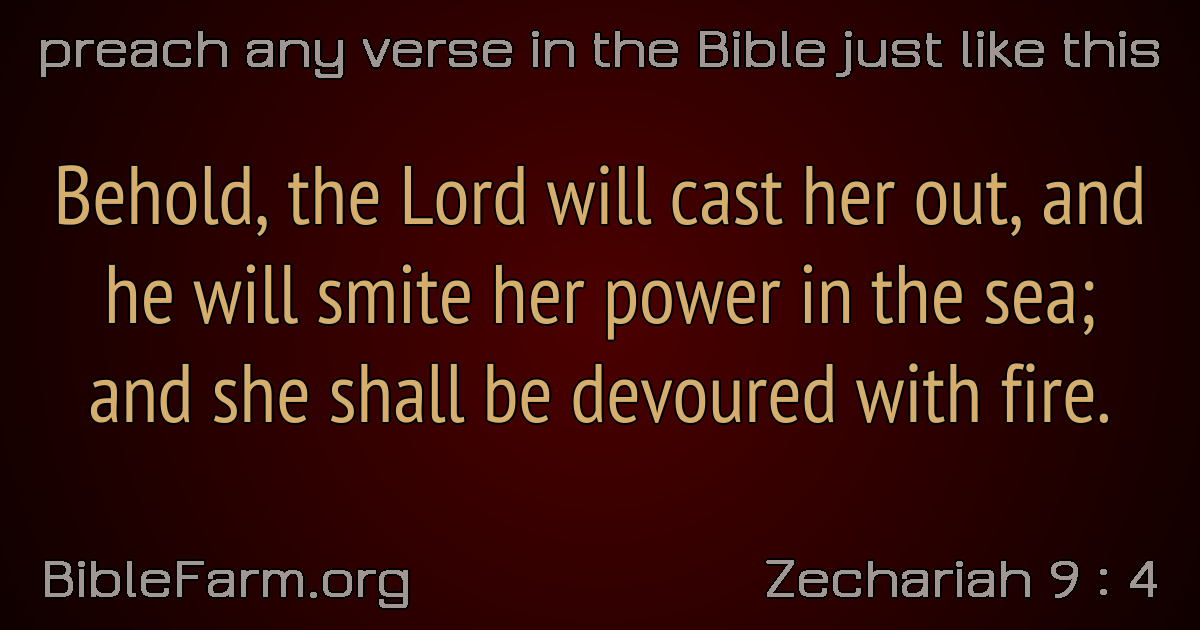 preach any verse in the Bible just like this
Behold, the Lord will cast her out, and
he will smite her power in the sea;
and she shall be devoured with fire.
BibleFarm.org
Zechariah 9 : 4